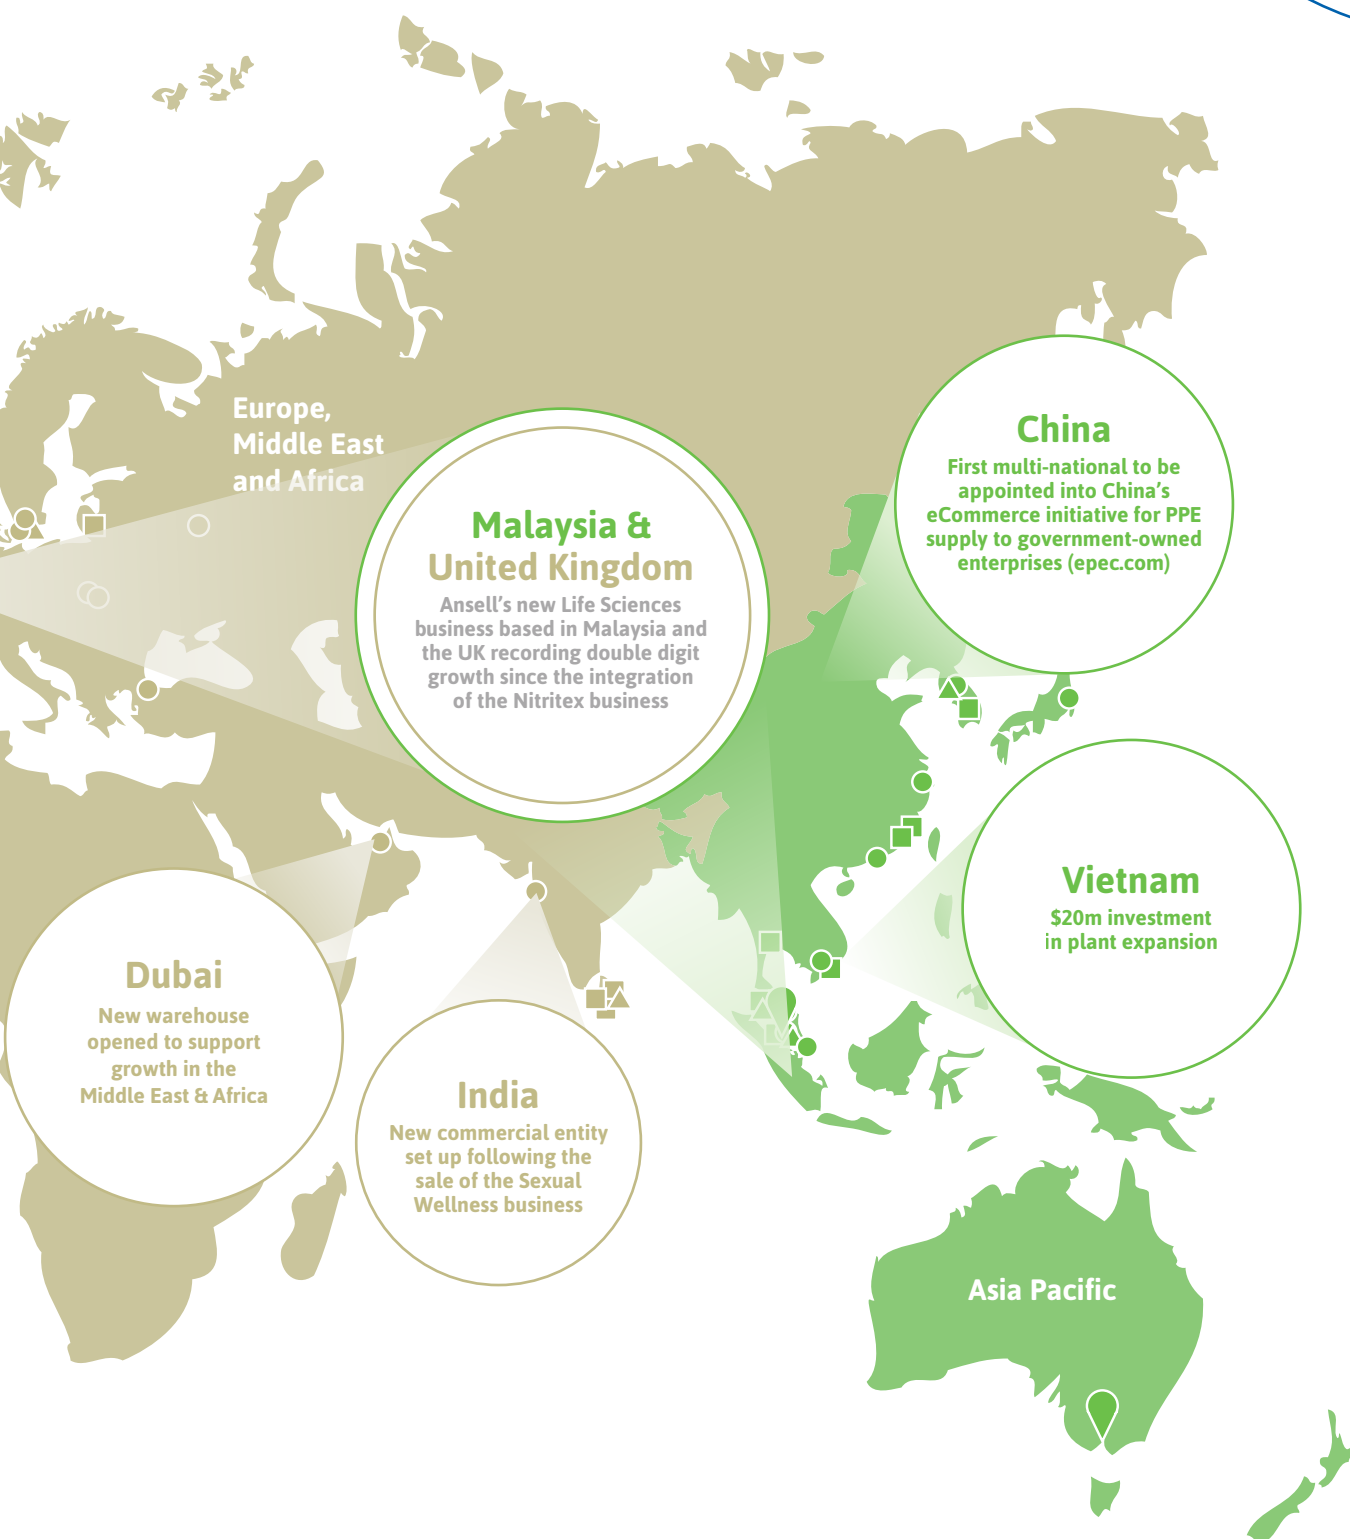 Europe,
Middle East
and Africa
Malaysia &
United Kingdom
Ansell’s new Life Sciences
business based in Malaysia and
the UK recording double digit
growth since the integration
of the Nitritex business
China
First multi-national to be
appointed into China’s
eCommerce initiative for PPE
supply to government-owned
enterprises (epec.com)
Vietnam
$20m investment
in plant expansion
Dubai
New warehouse
opened to support
growth in the
Middle East & Africa
India
New commercial entity
set up following the
sale of the Sexual
Wellness business
Asia Pacific